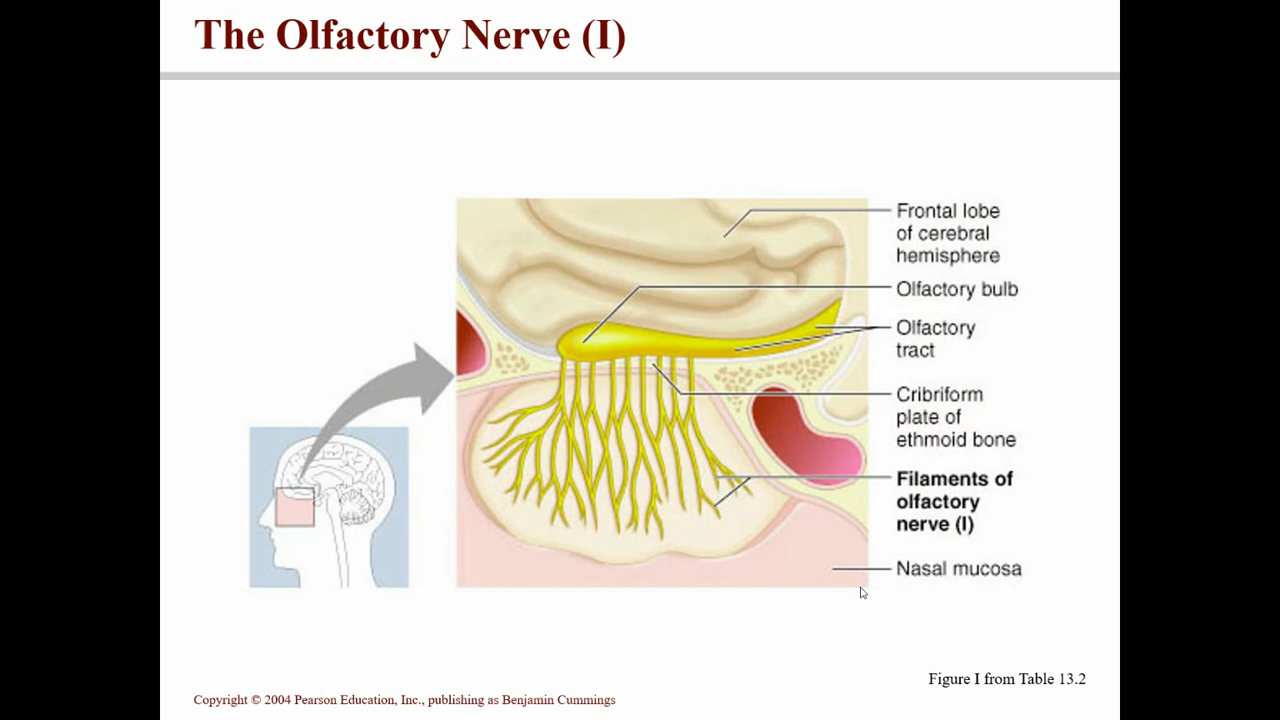 The Olfactory Nerve (I)
Frontal lobe
of cerebral
hemisphere
Olfactory bulb
Olfactory
tract
Cribriform
plate of
ethmoid bone
Filaments of
olfactory
nerve (I)
Nasal mucosa
Figure I from Table 13.2
Copyright © 2004 Pearson Education, Inc., publishing as Benjamin Cummings